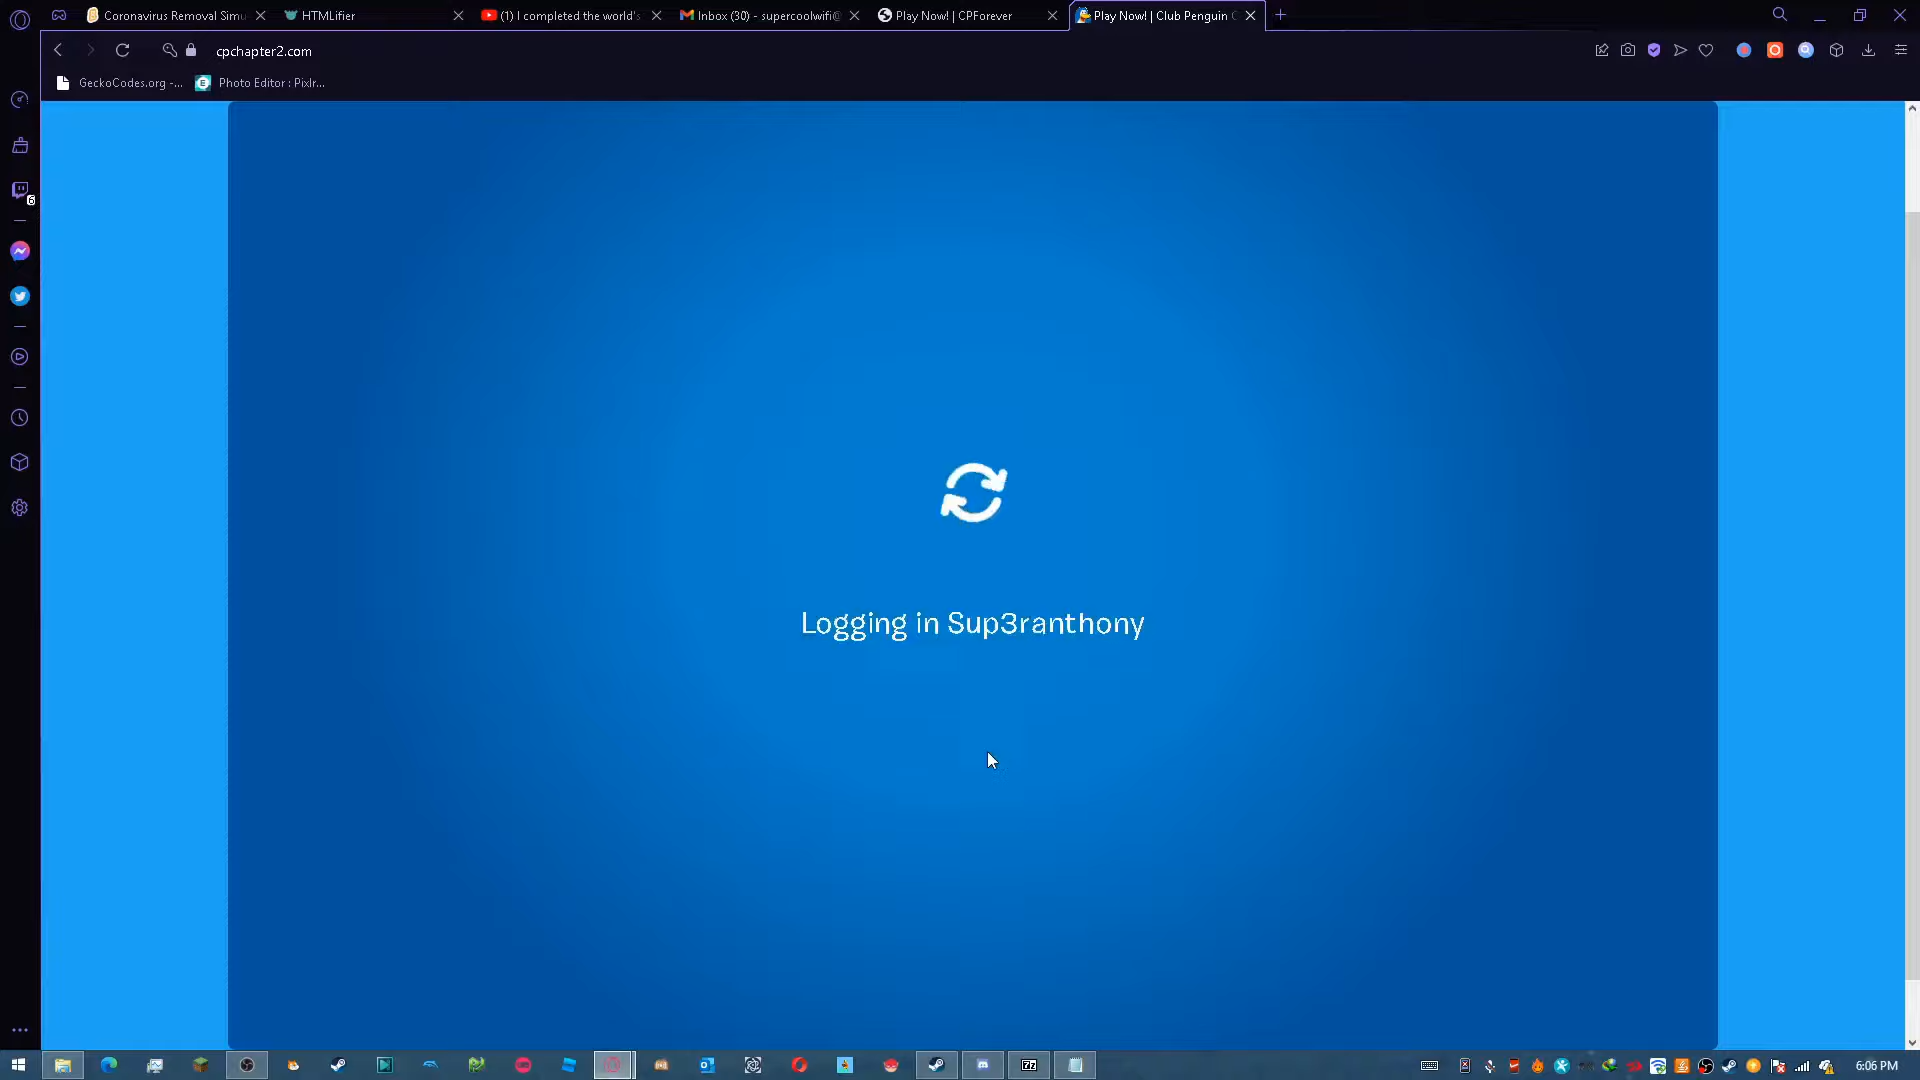 Coronavirus Removal Simu
HTMLifier
(1) I completed the world's
Inbox (30) - supercoolwifi@
Play Now! | CPForever
Play Now! | Club Penguin C
cpchapter2.com
GeckoCodes.org -...
Photo Editor : Pixlr...
6
Logging in Sup3ranthony
6:06 PM